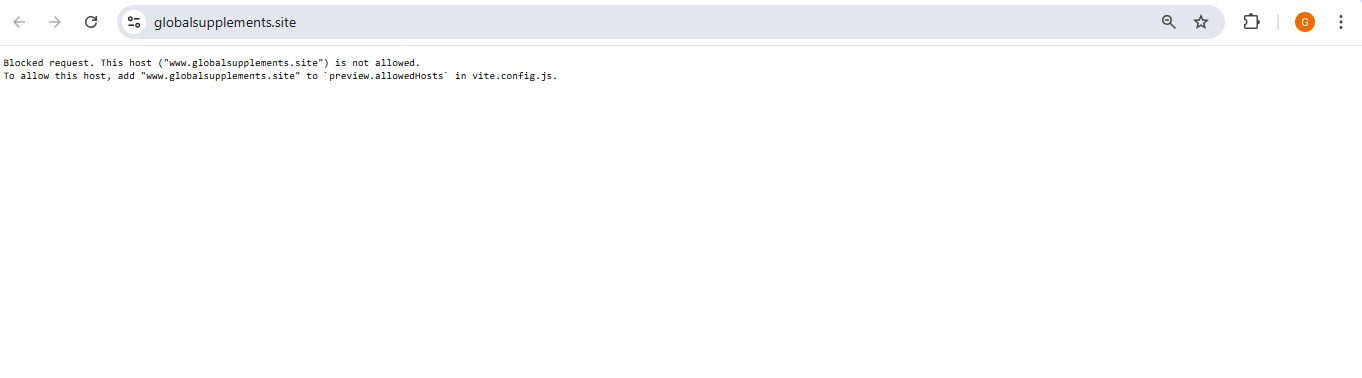 globalsupplements.site
G
Blocked request. This host ("www.globalsupplements.site") is not allowed.
To allow this host, add "www.globalsupplements.site" to `preview.allowedHosts` in vite.config.js.